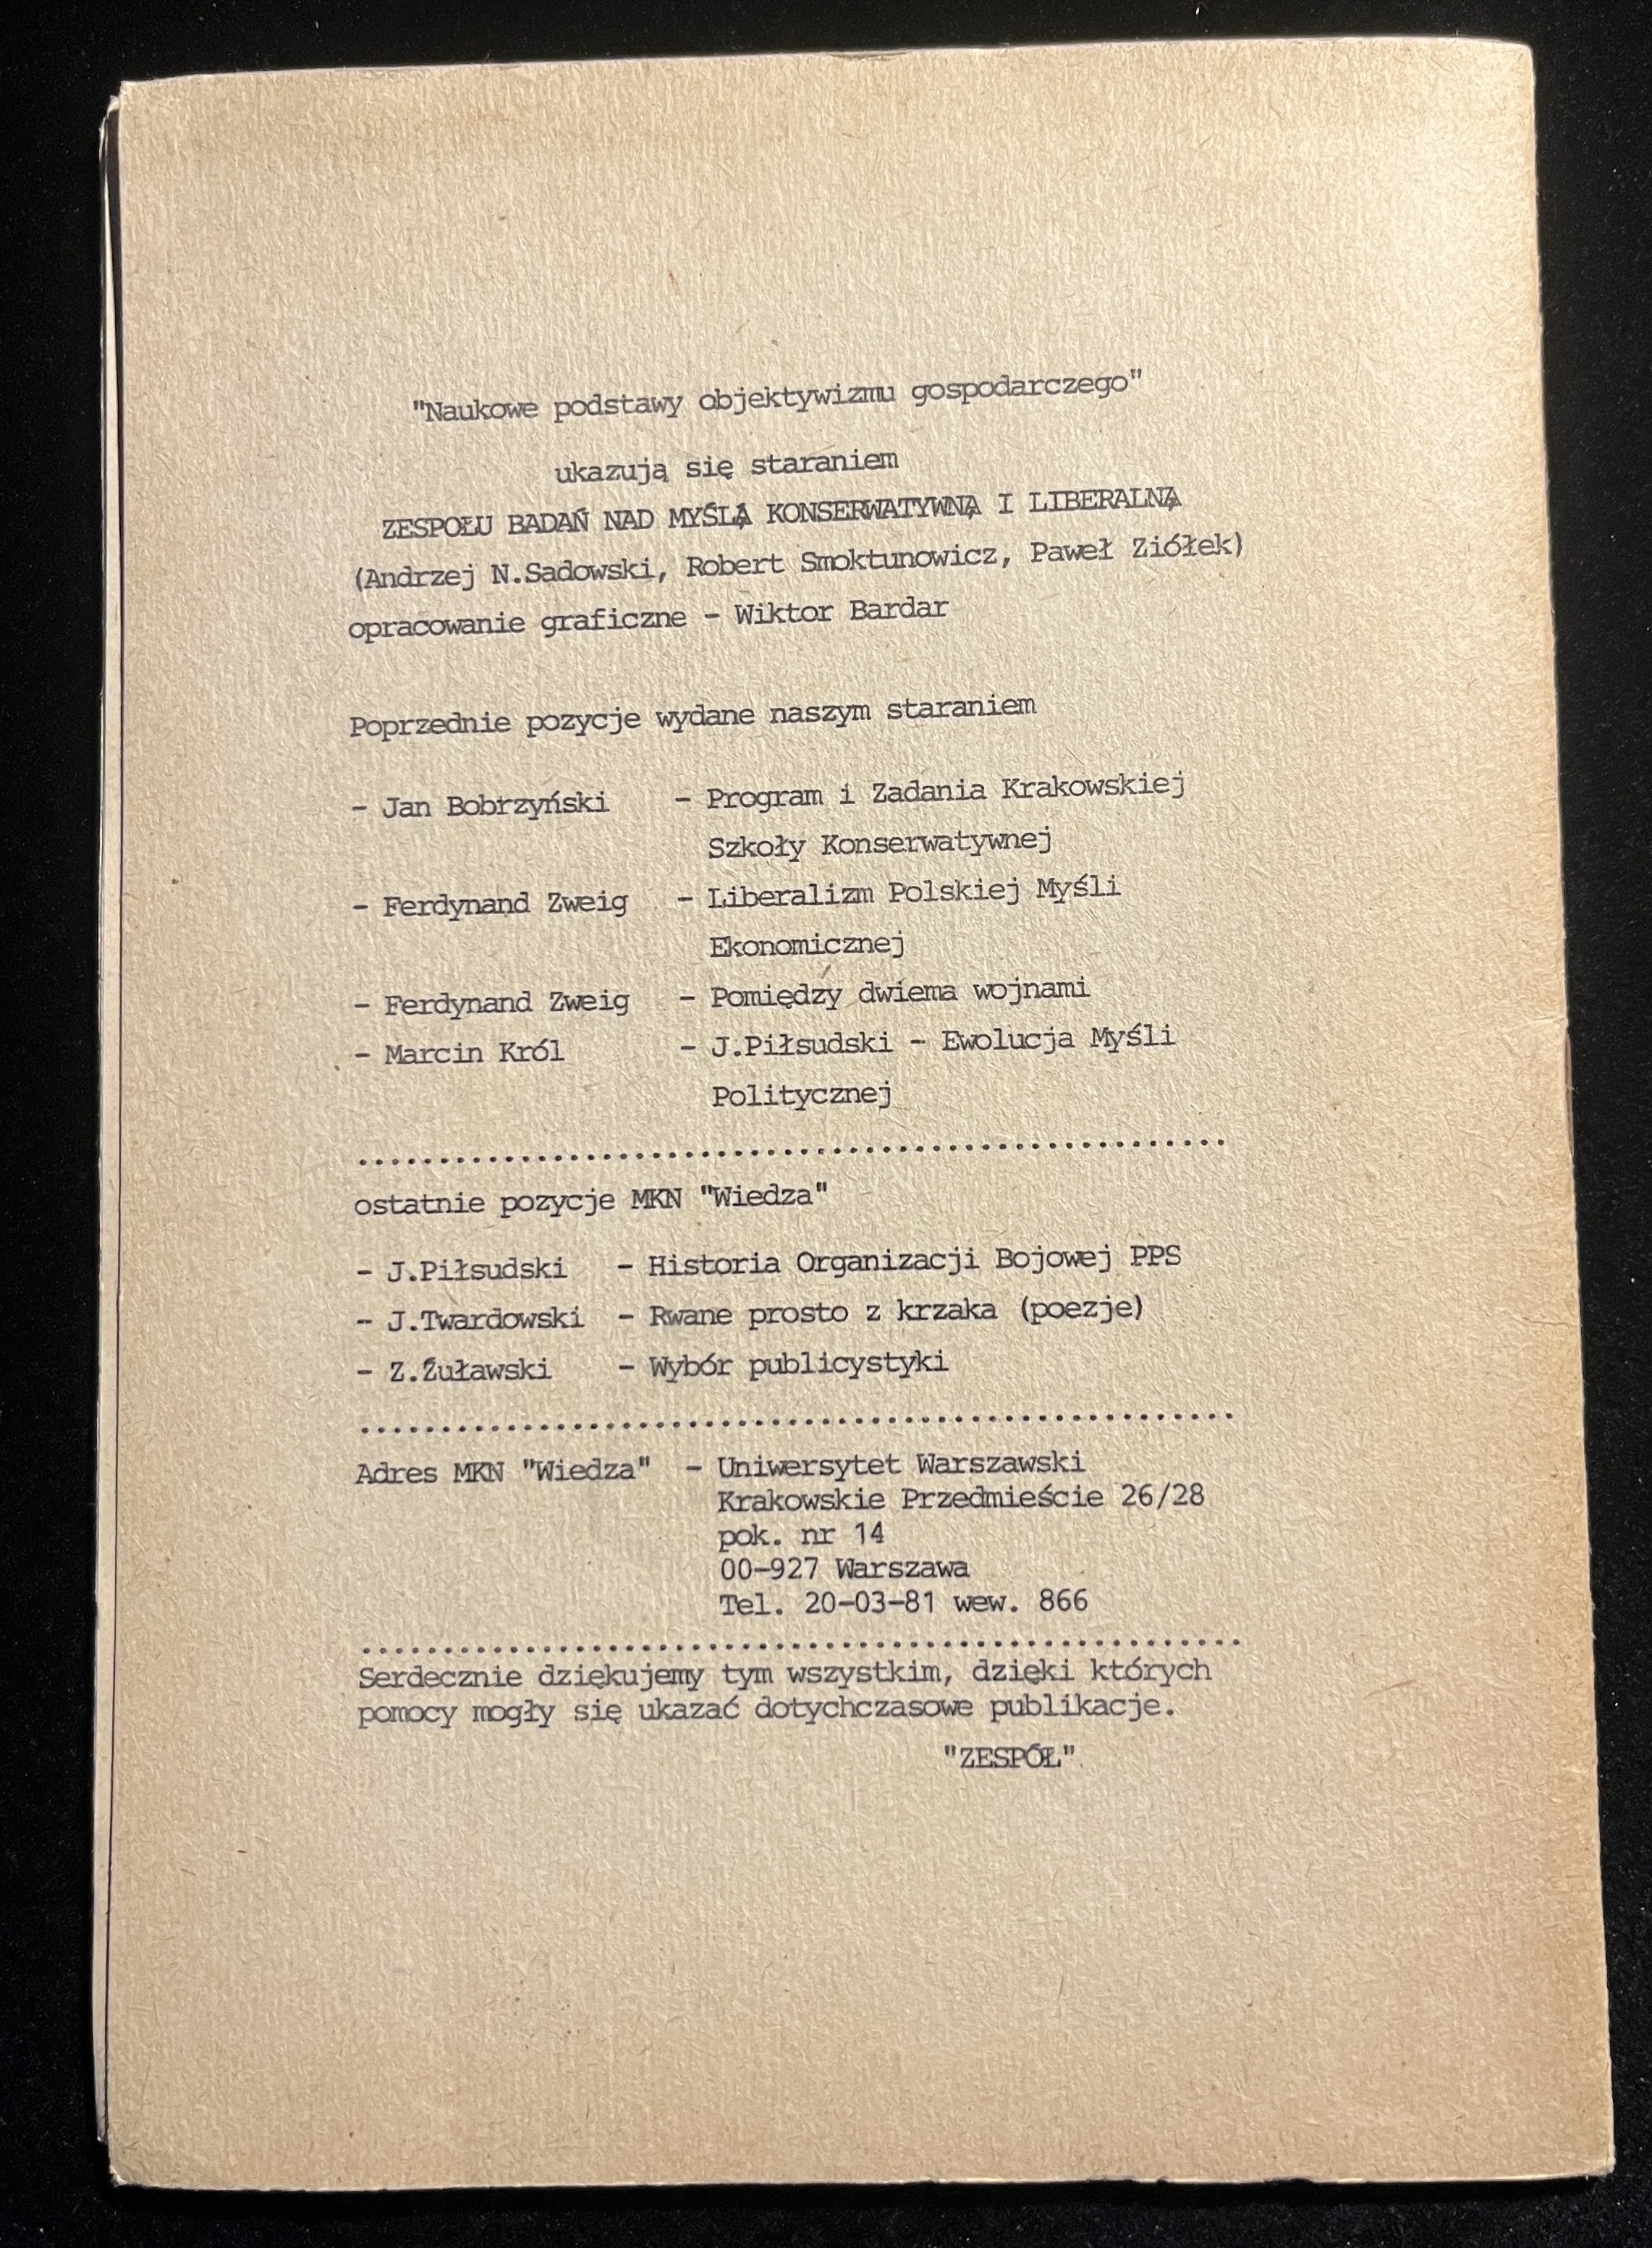 "Naukowe podstawy objektywizmu gospodarczego"
ukazują się staraniem
ZESPOŁU BADAŃ NAD MYŚLĄ KONSERWATYWNĄ I LIBERALNĄ
(Andrzej N.Sadowski, Robert Smoktunowicz, Paweł Ziółek)
opracowanie graficzne - Wiktor Bardar
Poprzednie pozycje wydane naszym staraniem
- Jan Bobrzyński - Program i Zadania Krakowskiej
Szkoły Konserwatywnej
- Ferdynand Zweig - Liberalizm Polskiej Myśli
Ekonomicznej
- Ferdynand Zweig - Pomiędzy dwiema wojnami
- Marcin Król - J.Piłsudski - Ewolucja Myśli
Politycznej
ostatnie pozycje MKN "Wiedza"
- J.Piłsudski - Historia Organizacji Bojowej PPS
- J.Twardowski - Rwane prosto z krzaka (poezje)
- Z.Żuławski - Wybór publicystyki
Adres MKN "Wiedza" - Uniwersytet Warszawski
Krakowskie Przedmieście 26/28
pok. nr 14
00-927 Warszawa
Tel. 20-03-81 wew. 866
Serdecznie dziękujemy tym wszystkim, dzięki których
pomocy mogły się ukazać dotychczasowe publikacje.
"ZESPÓŁ"